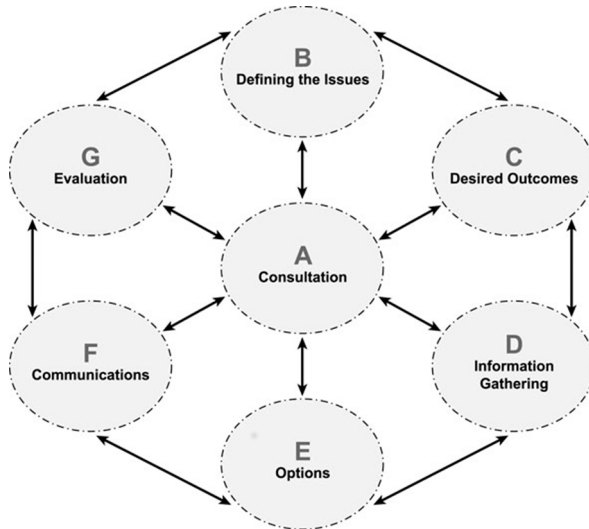 B
Defining the Issues
G
Evaluation
C
Desired Outcomes
A
Consultation
F
Communications
D
Information
Gathering
E
Options